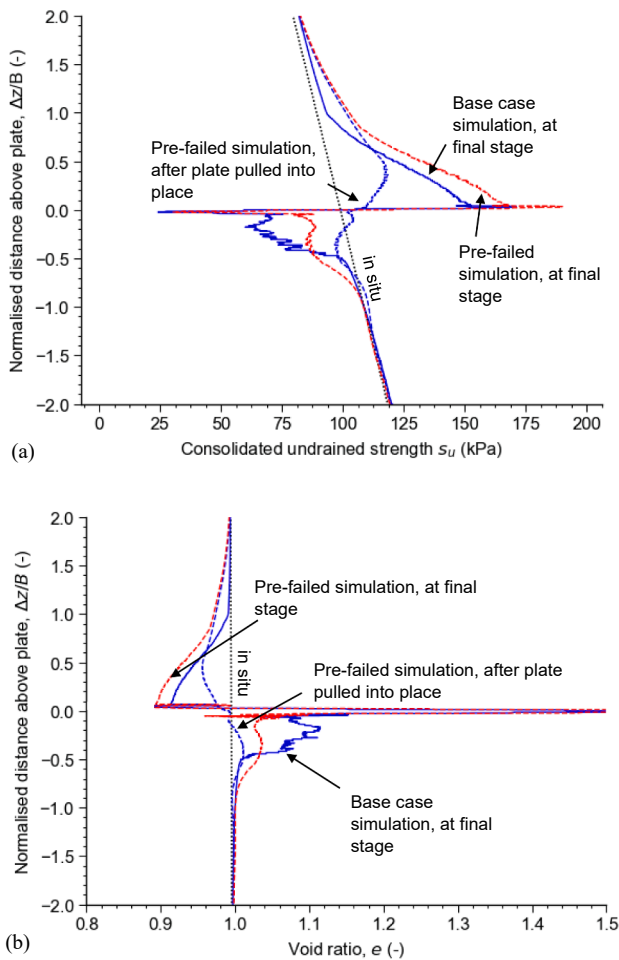 Normalised distance above plate, Δz/B (-)
2.0
1.5
1.0
0.5
0.0
−0.5
−1.0
−1.5
−2.0
Base case
simulation, at
final stage
Pre-failed simulation,
after plate pulled into
place
Pre-failed
simulation, at final
stage
in situ
0
25
50
75
100
125
150
175
200
Consolidated undrained strength su (kPa)
(a)
Normalised distance above plate, Δz/B (-)
2.0
1.5
1.0
0.5
0.0
−0.5
−1.0
−1.5
−2.0
Pre-failed simulation, at final
stage
in situ
Pre-failed simulation, after plate
pulled into place
Base case
simulation, at final
stage
0.8
0.9
1.0
1.1
1.2
1.3
1.4
1.5
Void ratio, e (-)
(b)